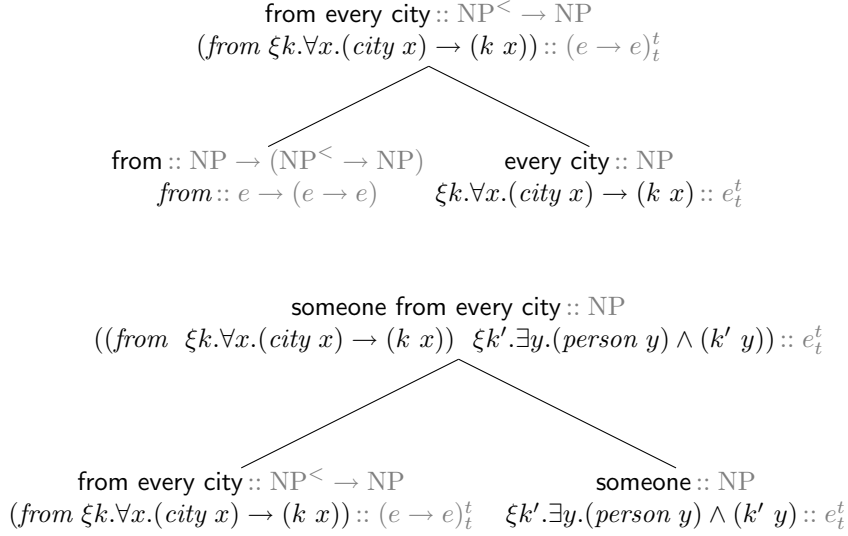 from every city :: NP< → NP
(from ξk.∀x.(city x) → (k x)) :: (e → e)ᵗₜ
from :: NP → (NP< → NP) every city :: NP
from :: e → (e → e) ξk.∀x.(city x) → (k x) :: eᵗₜ
someone from every city :: NP
((from ξk.∀x.(city x) → (k x)) ξk′.∃y.(person y) ∧ (k′ y)) :: eᵗₜ
from every city :: NP< → NP someone :: NP
(from ξk.∀x.(city x) → (k x)) :: (e → e)ᵗₜ ξk′.∃y.(person y) ∧ (k′ y) :: eᵗₜ